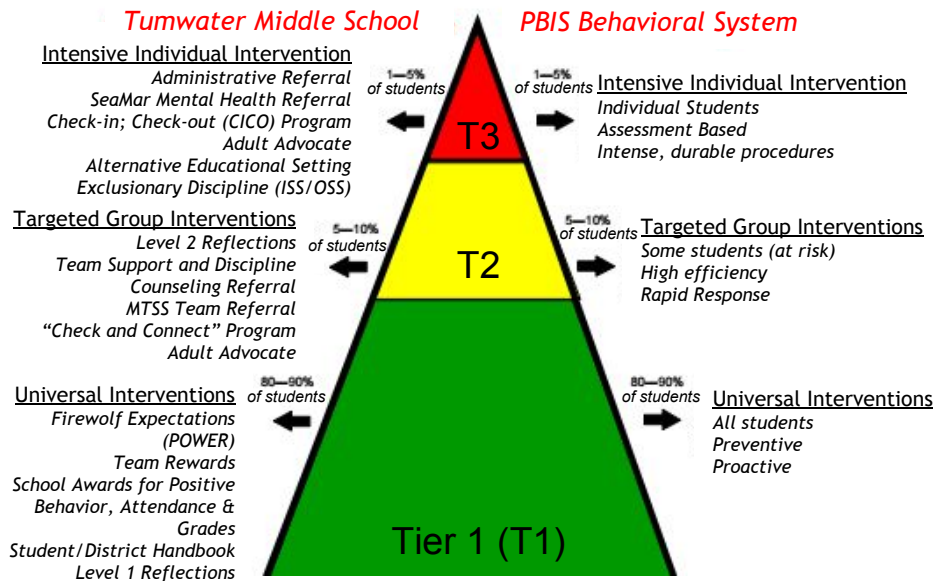 Tumwater Middle School
PBIS Behavioral System
Intensive Individual Intervention
Administrative Referral
SeaMar Mental Health Referral
Check-in; Check-out (CICO) Program
Adult Advocate
Alternative Educational Setting
Exclusionary Discipline (ISS/OSS)
1—5%
of students
T3
1—5%
of students
Intensive Individual Intervention
Individual Students
Assessment Based
Intense, durable procedures
Targeted Group Interventions
Level 2 Reflections
Team Support and Discipline
Counseling Referral
MTSS Team Referral
“Check and Connect” Program
Adult Advocate
5—10%
of students
T2
5—10%
of students
Targeted Group Interventions
Some students (at risk)
High efficiency
Rapid Response
Universal Interventions
Firewolf Expectations
(POWER)
Team Rewards
School Awards for Positive
Behavior, Attendance &
Grades
Student/District Handbook
Level 1 Reflections
80—90%
of students
Tier 1 (T1)
80—90%
of students
Universal Interventions
All students
Preventive
Proactive